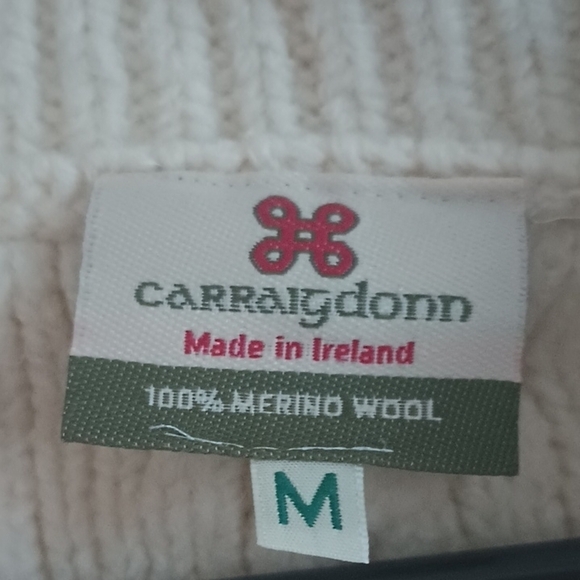 CARRAIGDONN
Made in Ireland
100% MERINO WOOL
M